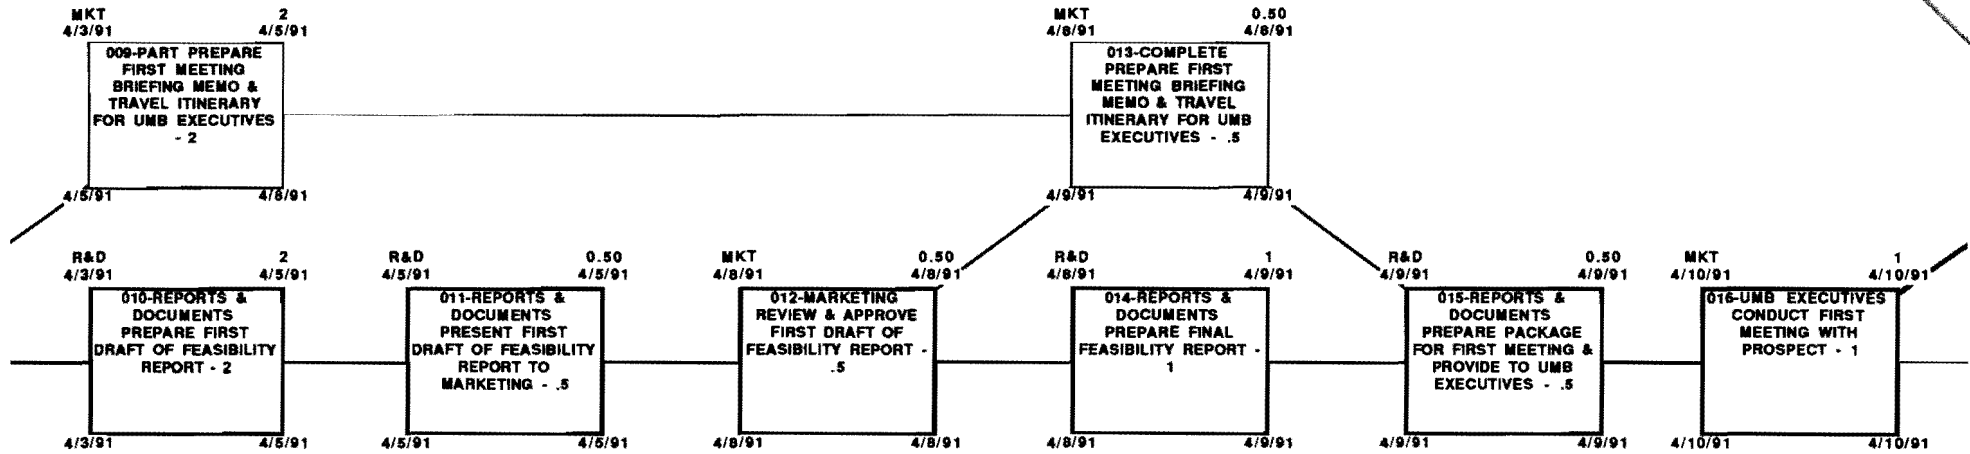 MKT 2
4/3/91 4/5/91
009-PART PREPARE
FIRST MEETING
BRIEFING MEMO &
TRAVEL ITINERARY
FOR UMB EXECUTIVES
- 2
4/5/91 4/8/91
MKT 0.50
4/8/91 4/8/91
013-COMPLETE
PREPARE FIRST
MEETING BRIEFING
MEMO & TRAVEL
ITINERARY FOR UMB
EXECUTIVES - .5
4/9/91 4/9/91
R&D 2
4/3/91 4/5/91
010-REPORTS &
DOCUMENTS
PREPARE FIRST
DRAFT OF FEASIBILITY
REPORT - 2
4/3/91 4/5/91
R&D 0.50
4/5/91 4/5/91
011-REPORTS &
DOCUMENTS
PRESENT FIRST
DRAFT OF FEASIBILITY
REPORT TO
MARKETING - .5
4/5/91 4/5/91
MKT 0.50
4/8/91 4/8/91
012-MARKETING
REVIEW & APPROVE
FIRST DRAFT OF
FEASIBILITY REPORT -
.5
4/8/91 4/8/91
R&D 1
4/8/91 4/9/91
014-REPORTS &
DOCUMENTS
PREPARE FINAL
FEASIBILITY REPORT -
1
4/8/91 4/9/91
R&D 0.50
4/9/91 4/9/91
015-REPORTS &
DOCUMENTS
PREPARE PACKAGE
FOR FIRST MEETING &
PROVIDE TO UMB
EXECUTIVES - .5
4/9/91 4/9/91
MKT 1
4/10/91 4/10/91
016-UMB EXECUTIVES
CONDUCT FIRST
MEETING WITH
PROSPECT - 1
4/10/91 4/10/91